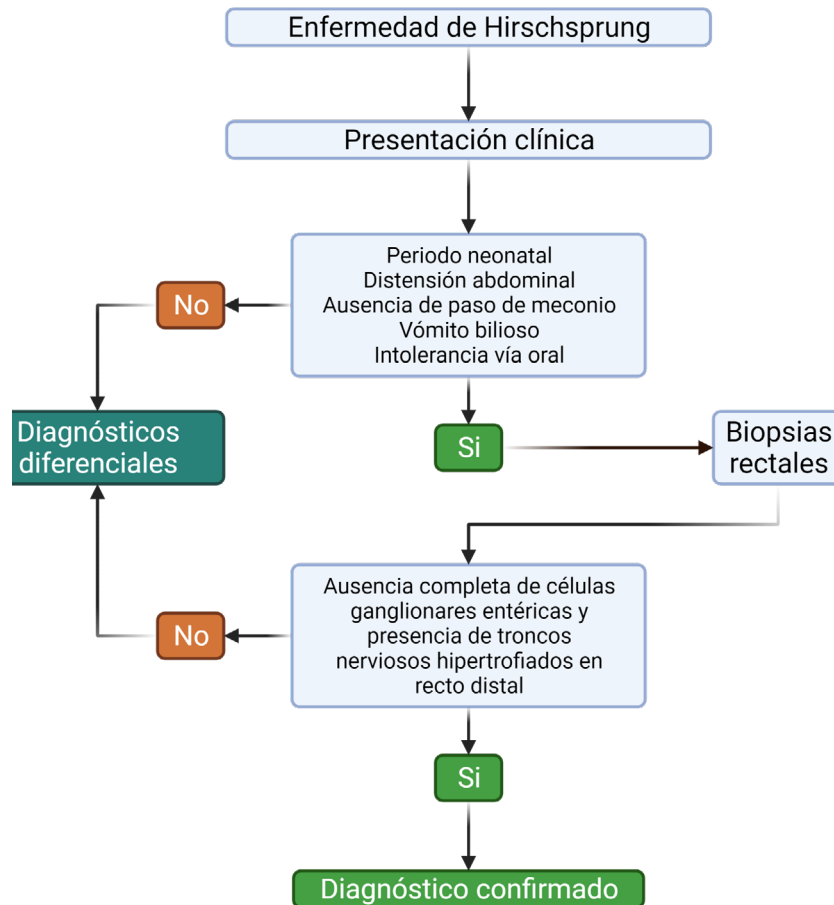 Enfermedad de Hirschsprung
Presentación clínica
Periodo neonatal
Distensión abdominal
Ausencia de paso de meconio
Vómito bilioso
Intolerancia vía oral
No
Si
Biopsias
rectales
Diagnósticos
diferenciales
Ausencia completa de células
ganglionares entéricas y
presencia de troncos
nerviosos hipertrofiados en
recto distal
No
Si
Diagnóstico confirmado